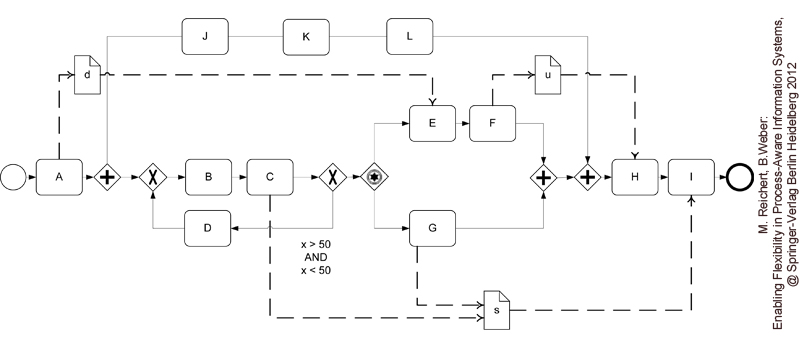 J
K
L
d
u
E
F
A
B
C
H
I
D
G
x > 50
AND
x < 50
s
M. Reichert, B.Weber:
Enabling Flexibility in Process-Aware Information Systems,
@ Springer-Verlag Berlin Heidelberg 2012